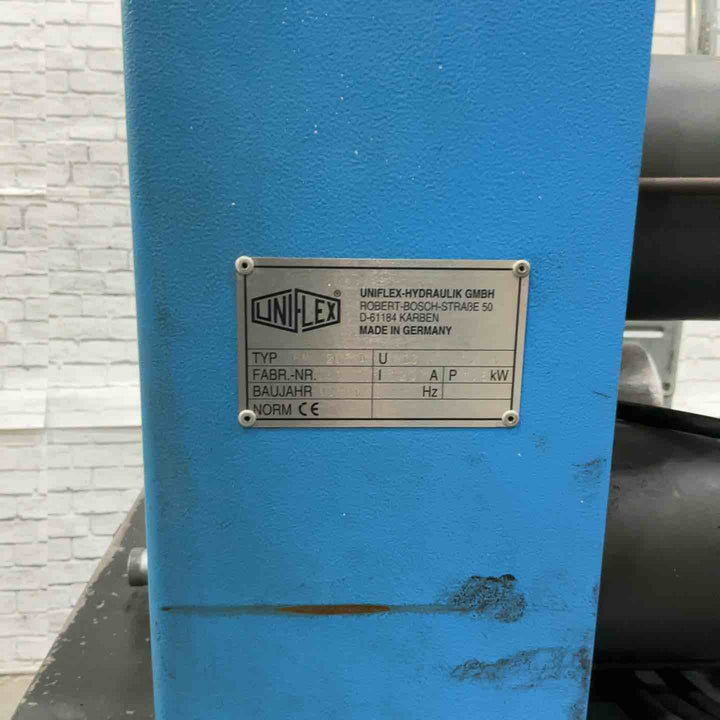 UNIFLEX ®
UNIFLEX-HYDRAULIK GMBH
ROBERT-BOSCH-STRAßE 50
D-61184 KARBEN
MADE IN GERMANY
TYP U
FABR.-NR. I A P kW
BAUJAHR Hz
NORM CE